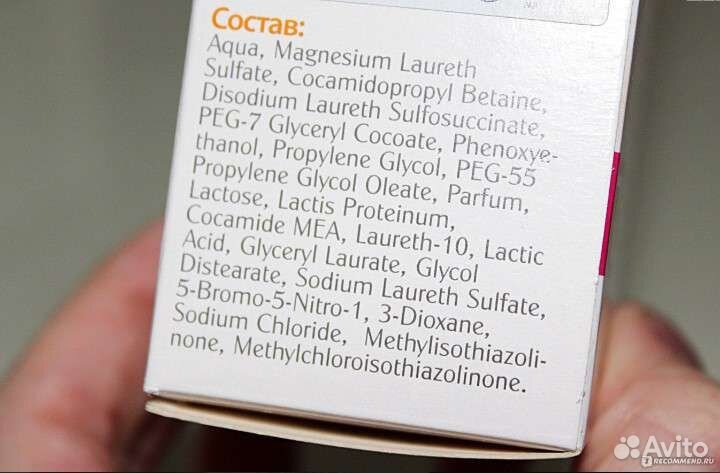 Состав:
Aqua, Magnesium Laureth
Sulfate, Cocamidopropyl Betaine,
Disodium Laureth Sulfosuccinate,
PEG-7 Glyceryl Cocoate, Phenoxye-
thanol, Propylene Glycol, PEG-55
Propylene Glycol Oleate, Parfum,
Lactose, Lactis Proteinum,
Cocamide MEA, Laureth-10, Lactic
Acid, Glyceryl Laurate, Glycol
Distearate, Sodium Laureth Sulfate,
5-Bromo-5-Nitro-1, 3-Dioxane,
Sodium Chloride, Methylisothiazoli-
none, Methylchloroisothiazolinone.
Avito
IRECOMMEND.RU